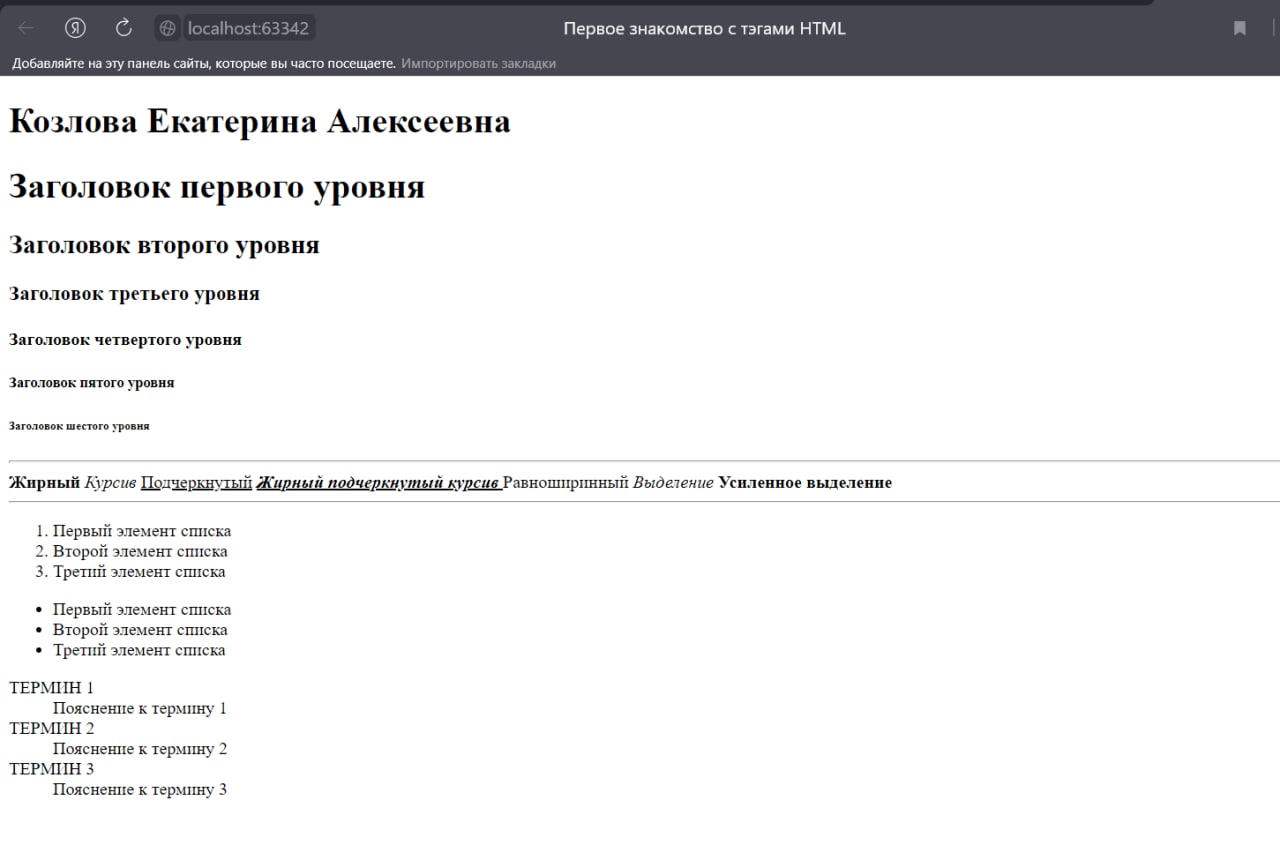 Я localhost:63342 Первое знакомство с тэгами HTML
Добавляйте на эту панель сайты, которые вы часто посещаете. Импортировать закладки
Козлова Екатерина Алексеевна
Заголовок первого уровня
Заголовок второго уровня
Заголовок третьего уровня
Заголовок четвертого уровня
Заголовок пятого уровня
Заголовок шестого уровня
Жирный Курсив Подчеркнутый Жирный подчеркнутый курсив Равноширинный Выделение Усиленное выделение
1. Первый элемент списка
2. Второй элемент списка
3. Третий элемент списка
• Первый элемент списка
• Второй элемент списка
• Третий элемент списка
ТЕРМИН 1
Пояснение к термину 1
ТЕРМИН 2
Пояснение к термину 2
ТЕРМИН 3
Пояснение к термину 3